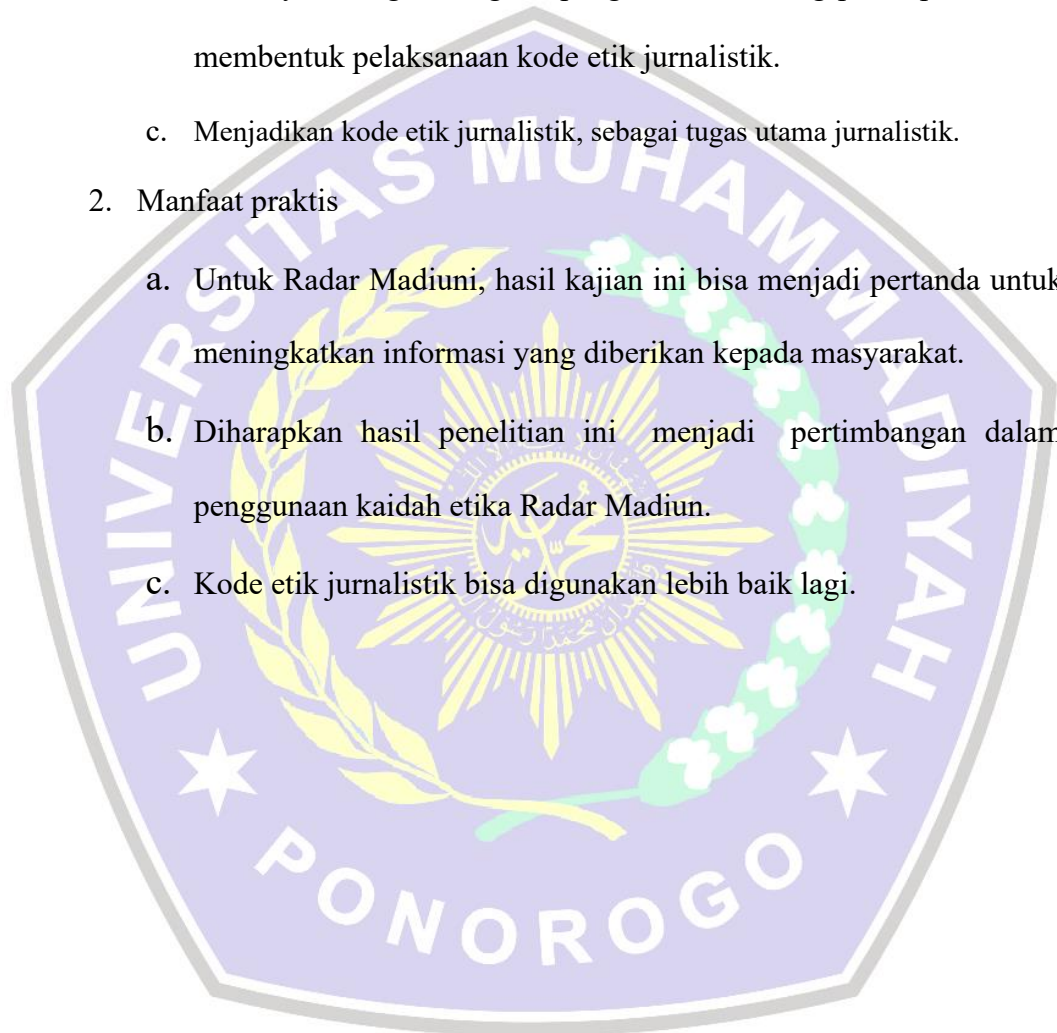 membentuk pelaksanaan kode etik jurnalistik.
c. Menjadikan kode etik jurnalistik, sebagai tugas utama jurnalistik.
2. Manfaat praktis
a. Untuk Radar Madiuni, hasil kajian ini bisa menjadi pertanda untuk
meningkatkan informasi yang diberikan kepada masyarakat.
b. Diharapkan hasil penelitian ini menjadi pertimbangan dalam
penggunaan kaidah etika Radar Madiun.
c. Kode etik jurnalistik bisa digunakan lebih baik lagi.
UNIVERSITAS MUHAMMADIYAH
PONOROGO